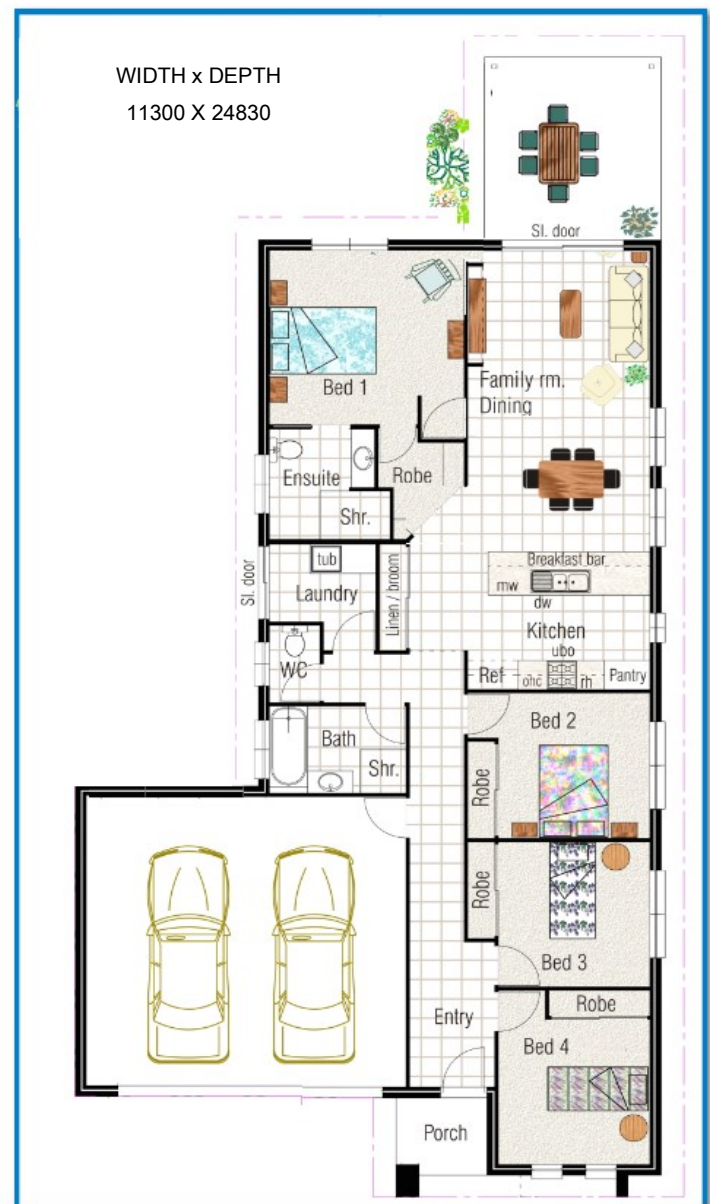 WIDTH x DEPTH
11300 X 24830
Sl. door
Bed 1
Family rm.
Dining
Ensuite
Robe
Shr.
Sl. door
tub
Laundry
Linen / broom
Breakfast bar
mw
dw
Kitchen
ubo
WC
Ref
ohc
rh
Pantry
Bed 2
Bath
Shr.
Robe
Robe
Bed 3
Entry
Robe
Bed 4
Porch